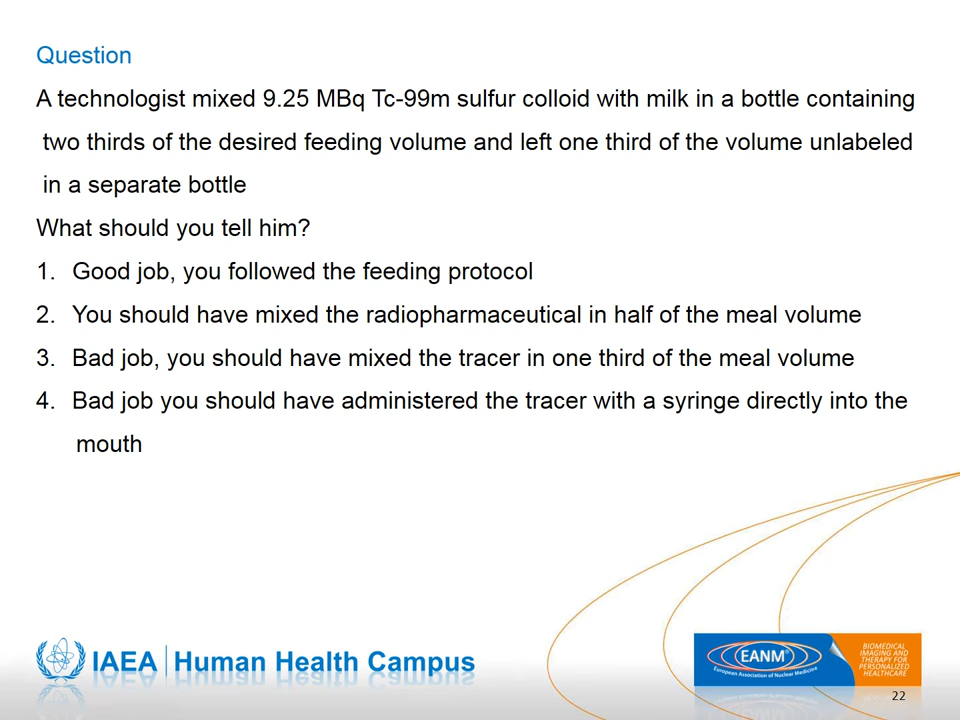 Question
A technologist mixed 9.25 MBq Tc-99m sulfur colloid with milk in a bottle containing
two thirds of the desired feeding volume and left one third of the volume unlabeled
in a separate bottle
What should you tell him?
1. Good job, you followed the feeding protocol
2. You should have mixed the radiopharmaceutical in half of the meal volume
3. Bad job, you should have mixed the tracer in one third of the meal volume
4. Bad job you should have administered the tracer with a syringe directly into the
mouth
IAEA | Human Health Campus
EANM®
European Association of Nuclear Medicine
BIOMEDICAL
IMAGING AND
THERAPY FOR
PERSONALIZED
HEALTHCARE
22